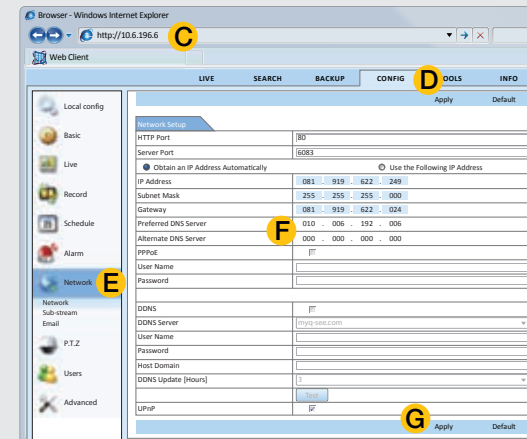 Browser - Windows Internet Explorer
http://10.6.196.6
C
Web Client
LIVE SEARCH BACKUP CONFIG D OOLS INFO
Apply Default
Local config
Basic
Live
Record
Schedule
Alarm
Network E
Network
Sub-stream
Email
P.T.Z
Users
Advanced
Network Setup
HTTP Port 80
Server Port 6083
Obtain an IP Address Automatically Use the Following IP Address
IP Address 081 . 919 . 622 . 249
Subnet Mask 255 . 255 . 255 . 000
Gateway 081 . 919 . 622 . 024
F
Preferred DNS Server 010 . 006 . 192 . 006
Alternate DNS Server 000 . 000 . 000 . 000
PPPoE
User Name
Password
DDNS
DDNS Server myq-see.com
User Name
Password
Host Domain
DDNS Update [Hours] 3
Test
UPnP
G Apply Default